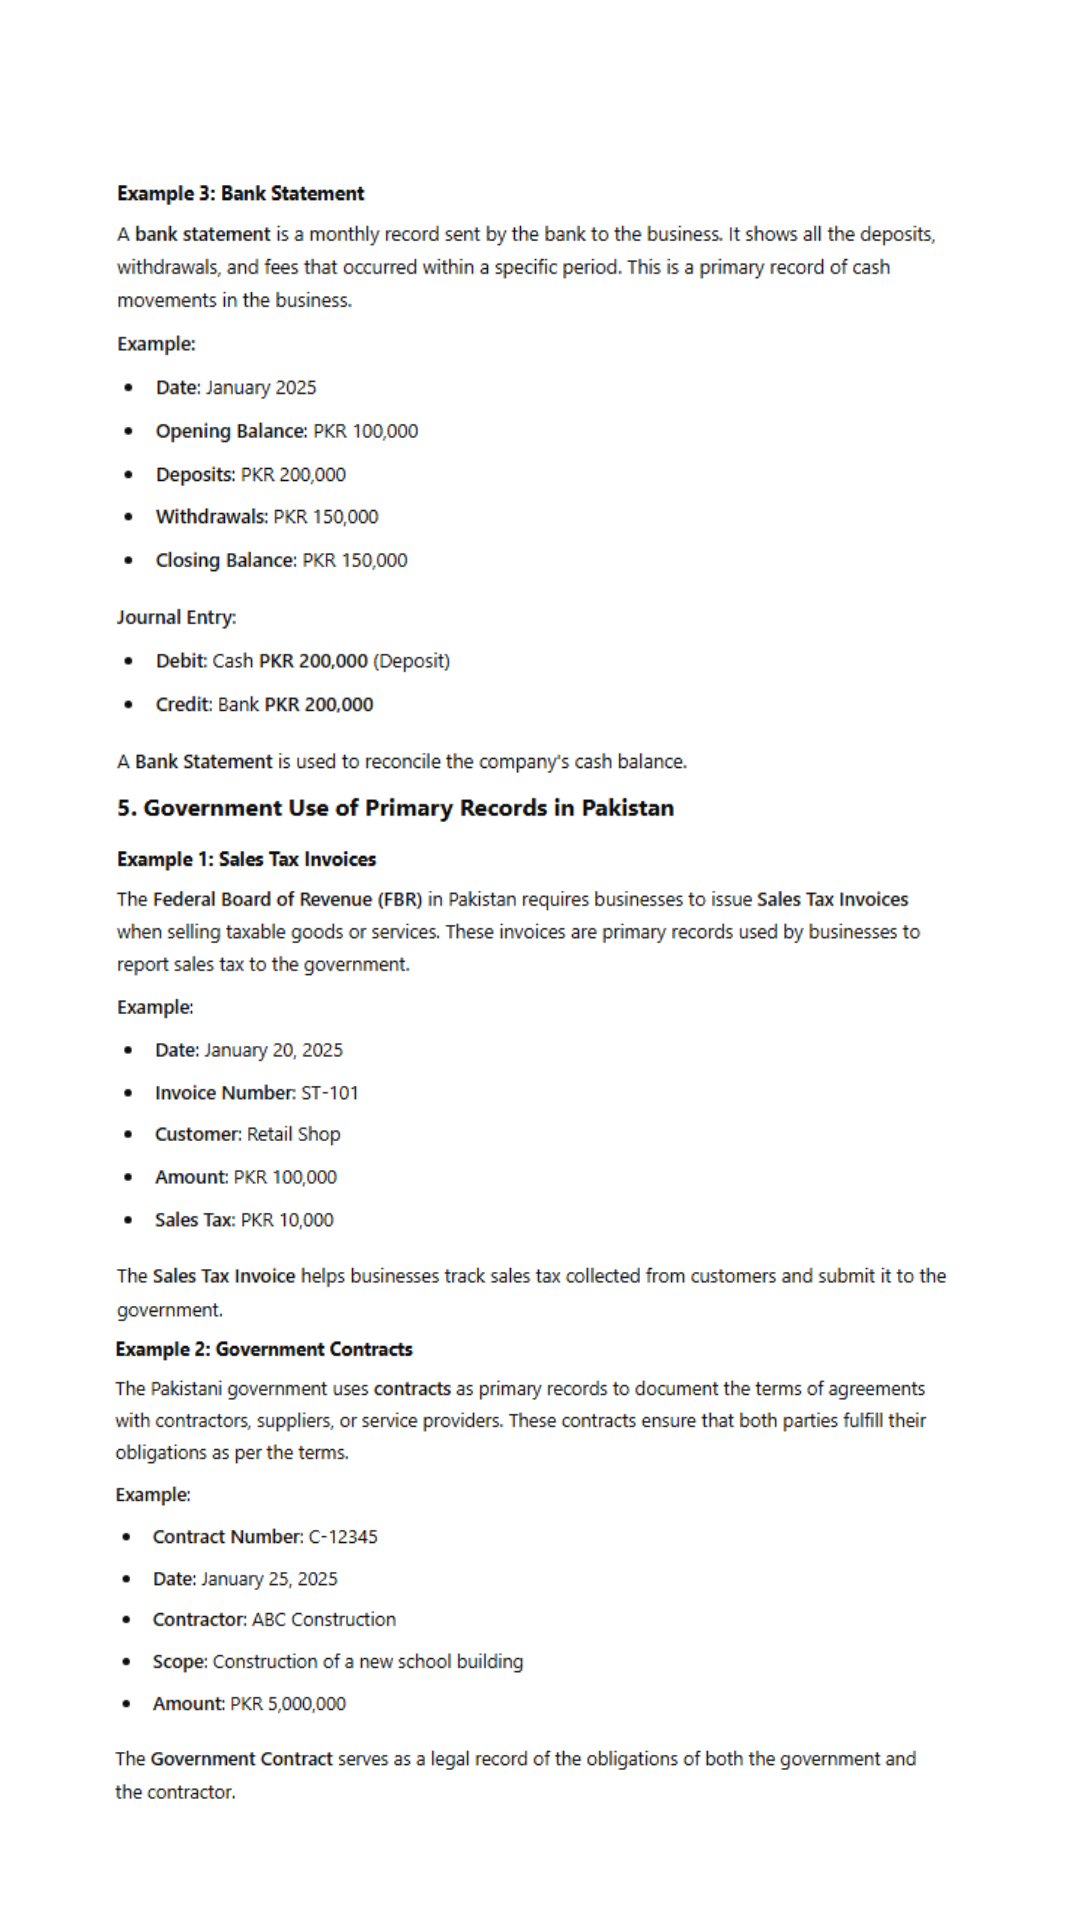 Example 3: Bank Statement
A bank statement is a monthly record sent by the bank to the business. It shows all the deposits,
withdrawals, and fees that occurred within a specific period. This is a primary record of cash
movements in the business.
Example:
• Date: January 2025
• Opening Balance: PKR 100,000
• Deposits: PKR 200,000
• Withdrawals: PKR 150,000
• Closing Balance: PKR 150,000
Journal Entry:
• Debit: Cash PKR 200,000 (Deposit)
• Credit: Bank PKR 200,000
A Bank Statement is used to reconcile the company's cash balance.
5. Government Use of Primary Records in Pakistan
Example 1: Sales Tax Invoices
The Federal Board of Revenue (FBR) in Pakistan requires businesses to issue Sales Tax Invoices
when selling taxable goods or services. These invoices are primary records used by businesses to
report sales tax to the government.
Example:
• Date: January 20, 2025
• Invoice Number: ST-101
• Customer: Retail Shop
• Amount: PKR 100,000
• Sales Tax: PKR 10,000
The Sales Tax Invoice helps businesses track sales tax collected from customers and submit it to the
government.
Example 2: Government Contracts
The Pakistani government uses contracts as primary records to document the terms of agreements
with contractors, suppliers, or service providers. These contracts ensure that both parties fulfill their
obligations as per the terms.
Example:
• Contract Number: C-12345
• Date: January 25, 2025
• Contractor: ABC Construction
• Scope: Construction of a new school building
• Amount: PKR 5,000,000
The Government Contract serves as a legal record of the obligations of both the government and
the contractor.